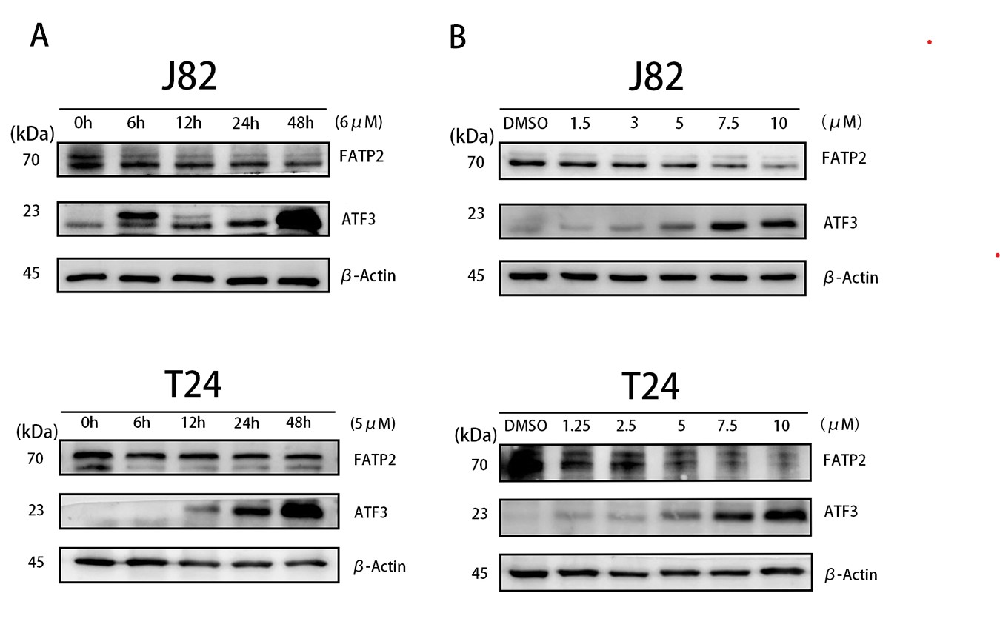 A
J82
0h 6h 12h 24h 48h (6μM)
(kDa)
70 FATP2
23 ATF3
45 β-Actin
T24
0h 6h 12h 24h 48h (5μM)
(kDa)
70 FATP2
23 ATF3
45 β-Actin
B
J82
DMSO 1.5 3 5 7.5 10 (μM)
(kDa)
70 FATP2
23 ATF3
45 β-Actin
T24
DMSO 1.25 2.5 5 7.5 10 (μM)
(kDa)
70 FATP2
23 ATF3
45 β-Actin